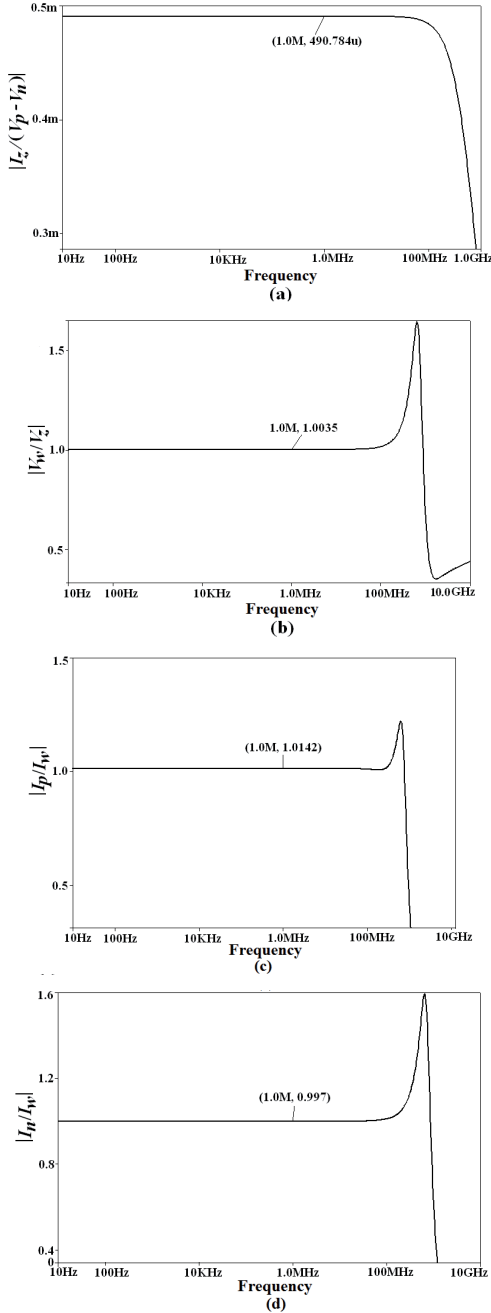 0.5m
(1.0M, 490.784u)
|Iz/(Vp - Vn)|
0.4m
0.3m
10Hz 100Hz 10KHz 1.0MHz 100MHz 1.0GHz
Frequency
(a)
1.5
1.0M, 1.0035
|Vw/Vz|
1.0
0.5
10Hz 100Hz 10KHz 1.0MHz 100MHz 10.0GHz
Frequency
(b)
1.5
(1.0M, 1.0142)
|Ip/Iw|
1.0
0.5
10Hz 100Hz 10KHz 1.0MHz 100MHz 10GHz
Frequency
(c)
1.6
1.2
(1.0M, 0.997)
|In/Iw|
0.8
0.4
0
10Hz 100Hz 10KHz 1.0MHz 100MHz 10GHz
Frequency
(d)